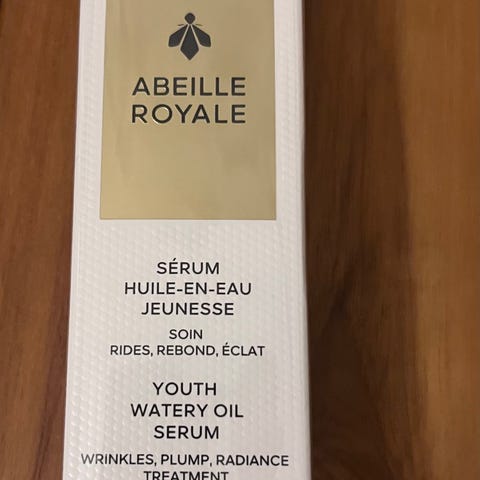 ABEILLE
ROYALE
SÉRUM
HUILE-EN-EAU
JEUNESSE
SOIN
RIDES, REBOND, ÉCLAT
YOUTH
WATERY OIL
SERUM
WRINKLES, PLUMP, RADIANCE
TREATMENT